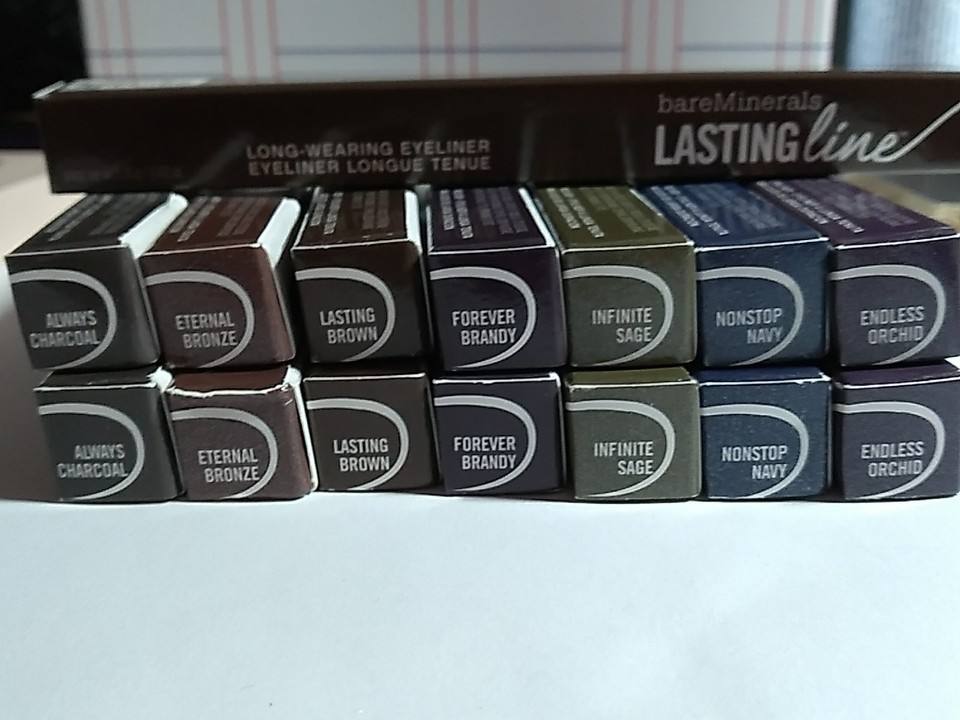 bareMinerals
LASTING line
LONG-WEARING EYELINER
EYELINER LONGUE TENUE
ALWAYS
CHARCOAL
ETERNAL
BRONZE
LASTING
BROWN
FOREVER
BRANDY
INFINITE
SAGE
NONSTOP
NAVY
ENDLESS
ORCHID
ALWAYS
CHARCOAL
ETERNAL
BRONZE
LASTING
BROWN
FOREVER
BRANDY
INFINITE
SAGE
NONSTOP
NAVY
ENDLESS
ORCHID